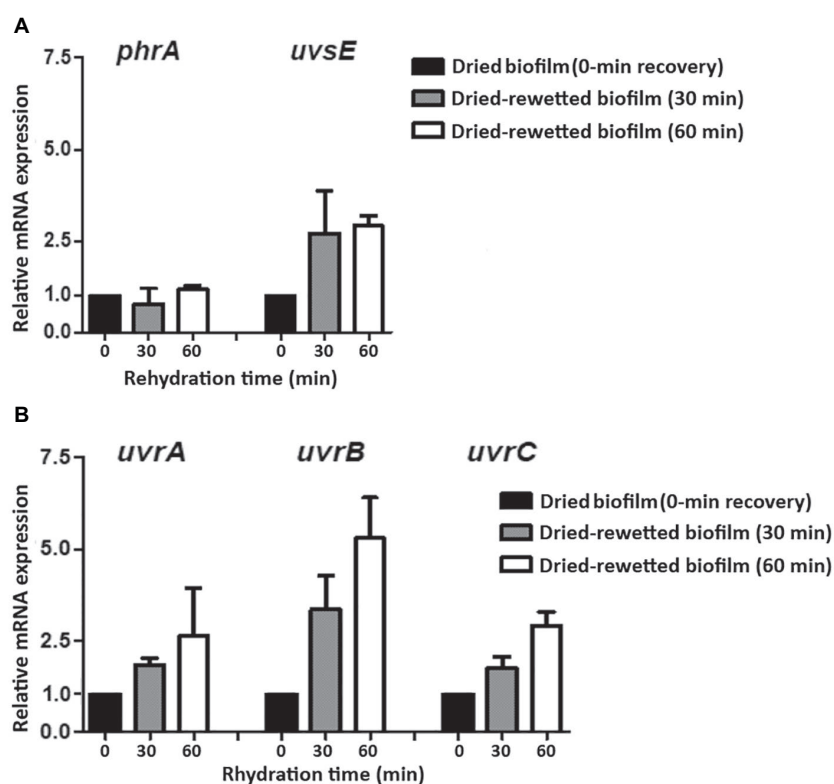 A
phrA uvsE
7.5
5.0
2.5
1.0
0.0
Relative mRNA expression
Dried biofilm (0-min recovery)
Dried-rewetted biofilm (30 min)
Dried-rewetted biofilm (60 min)
0 30 60 0 30 60
Rehydration time (min)
B
uvrA uvrB uvrC
7.5
5.0
2.5
1.0
0.0
Relative mRNA expression
Dried biofilm (0-min recovery)
Dried-rewetted biofilm (30 min)
Dried-rewetted biofilm (60 min)
0 30 60 0 30 60 0 30 60
Rhydration time (min)